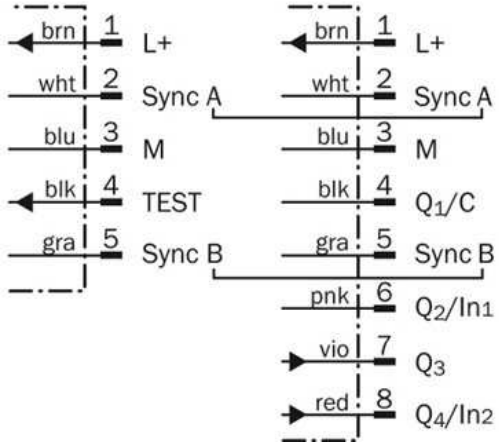 brn 1 L+
wht 2 Sync A
blu 3 M
blk 4 TEST
gra 5 Sync B
brn 1 L+
wht 2 Sync A
blu 3 M
blk 4 Q1/C
gra 5 Sync B
pnk 6 Q2/In1
vio 7 Q3
red 8 Q4/In2